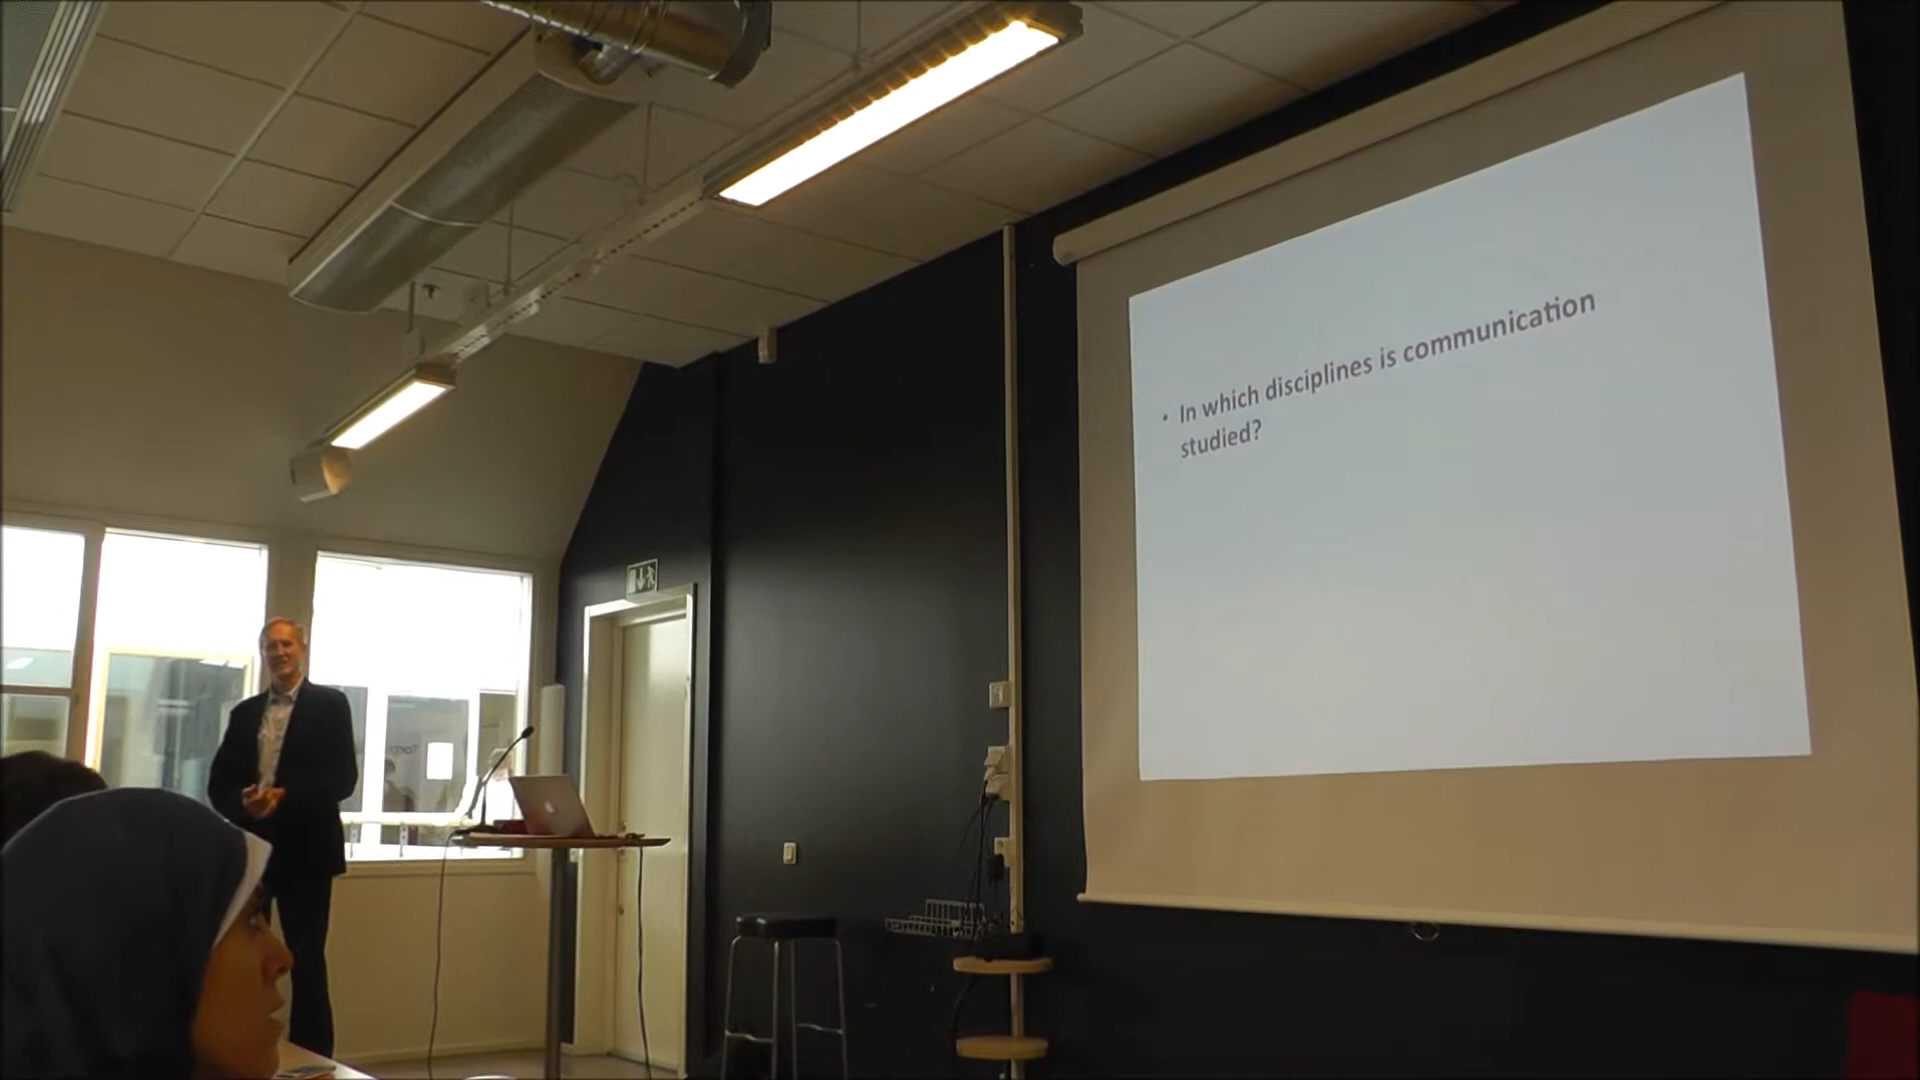 • In which disciplines is communication
studied?